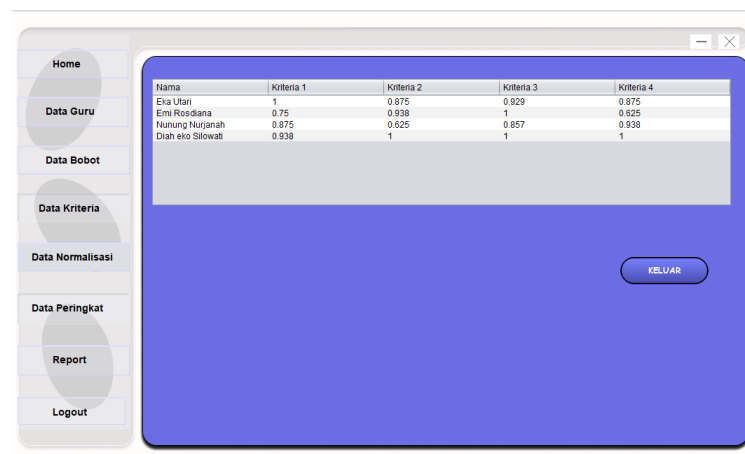 Home
Data Guru
Data Bobot
Data Kriteria
Data Normalisasi
Data Peringkat
Report
Logout
Nama Kriteria 1 Kriteria 2 Kriteria 3 Kriteria 4
Eka Utari 1 0.875 0.929 0.875
Emi Rosdiana 0.75 0.938 1 0.625
Nunung Nurjanah 0.875 0.625 0.857 0.938
Diah eko Silowati 0.938 1 1 1
KELUAR